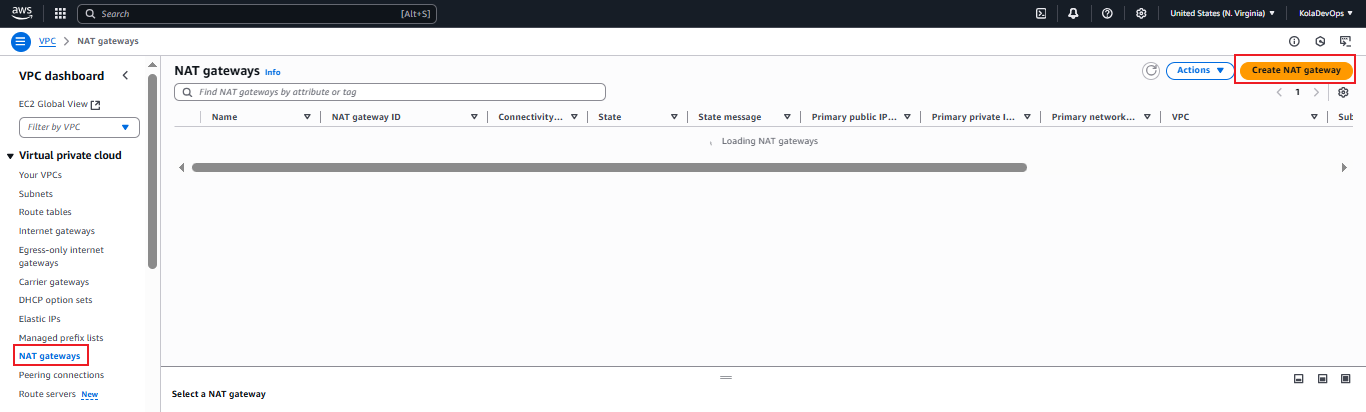 aws Search [Alt+S] United States (N. Virginia) KolaDevOps
VPC NAT gateways
VPC dashboard
EC2 Global View
Filter by VPC
Virtual private cloud
Your VPCs
Subnets
Route tables
Internet gateways
Egress-only internet
gateways
Carrier gateways
DHCP option sets
Elastic IPs
Managed prefix lists
NAT gateways
Peering connections
Route servers New
NAT gateways Info
Actions Create NAT gateway
Find NAT gateways by attribute or tag
1
Name NAT gateway ID Connectivity... State State message Primary public IP... Primary private I... Primary network... VPC Sub
Loading NAT gateways
Select a NAT gateway